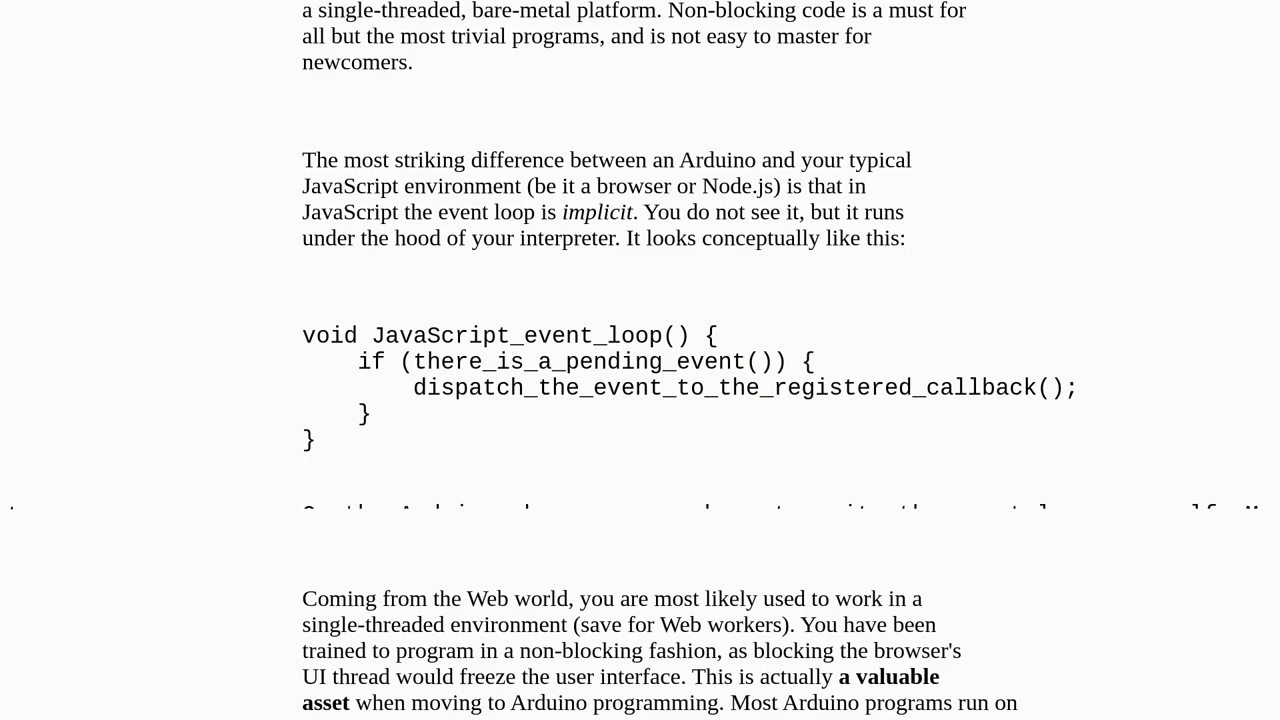 a single-threaded, bare-metal platform. Non-blocking code is a must for
all but the most trivial programs, and is not easy to master for
newcomers.
The most striking difference between an Arduino and your typical
JavaScript environment (be it a browser or Node.js) is that in
JavaScript the event loop is implicit. You do not see it, but it runs
under the hood of your interpreter. It looks conceptually like this:
void JavaScript_event_loop() {
    if (there_is_a_pending_event()) {
        dispatch_the_event_to_the_registered_callback();
    }
}
Coming from the Web world, you are most likely used to work in a
single-threaded environment (save for Web workers). You have been
trained to program in a non-blocking fashion, as blocking the browser's
UI thread would freeze the user interface. This is actually a valuable
asset when moving to Arduino programming. Most Arduino programs run on